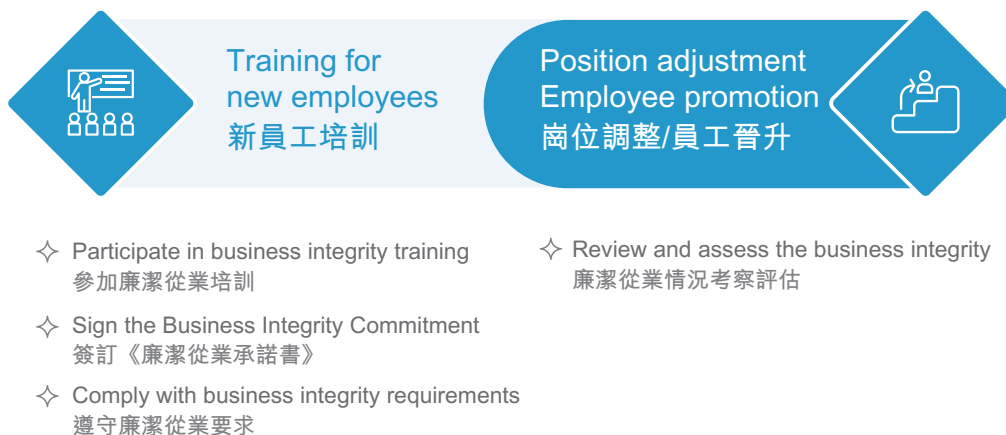 Training for
new employees
新員工培訓
Position adjustment
Employee promotion
崗位調整/員工晉升
Participate in business integrity training
參加廉潔從業培訓
Sign the Business Integrity Commitment
簽訂《廉潔從業承諾書》
Comply with business integrity requirements
遵守廉潔從業要求
Review and assess the business integrity
廉潔從業情況考察評估